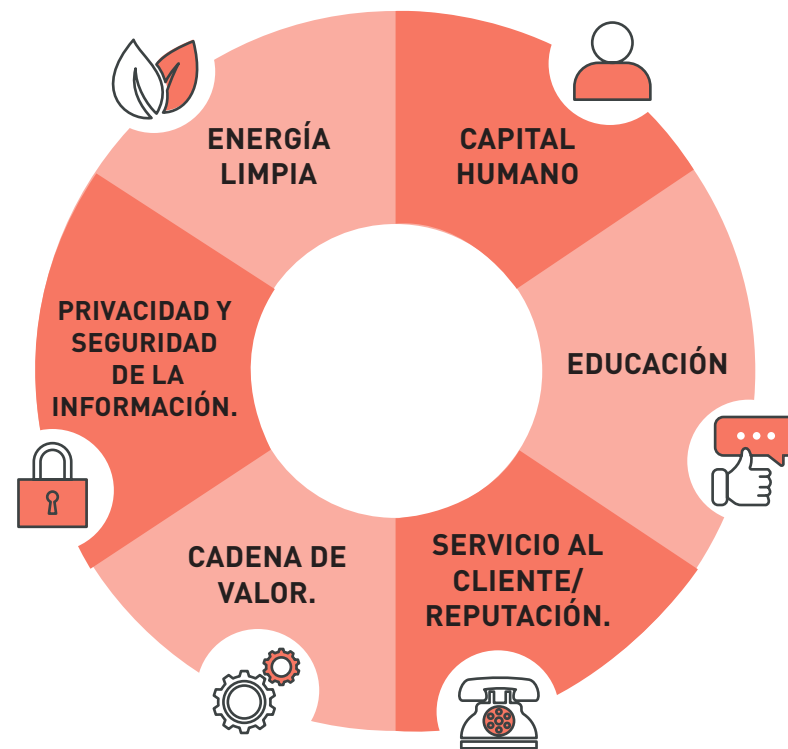 ENERGÍA
LIMPIA
CAPITAL
HUMANO
PRIVACIDAD Y
SEGURIDAD
DE LA
INFORMACIÓN.
EDUCACIÓN
CADENA DE
VALOR.
SERVICIO AL
CLIENTE/
REPUTACIÓN.